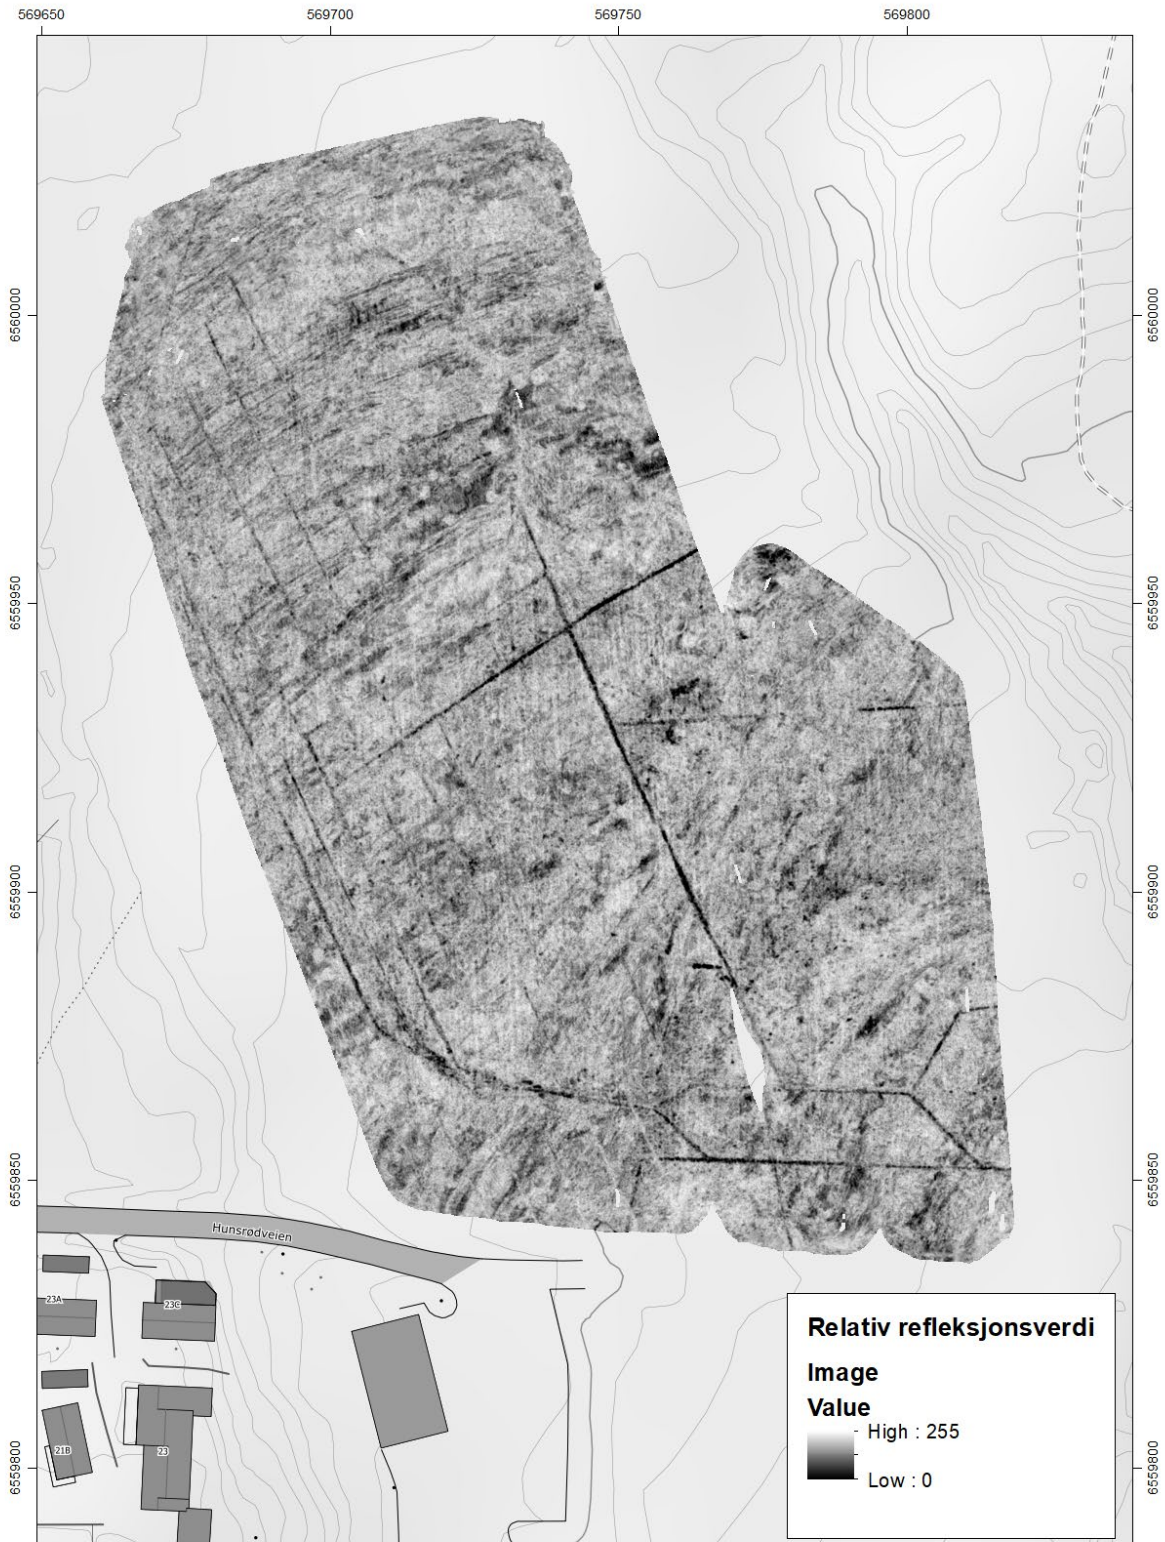 569650 569700 569750 569800
6560000 6560000
6559950 6559950
6559900 6559900
6559850 6559850
Hunsrødveien
23A 23C
Relativ refleksjonsverdi
Image
Value
High : 255
Low : 0
21B 23
6559800 6559800